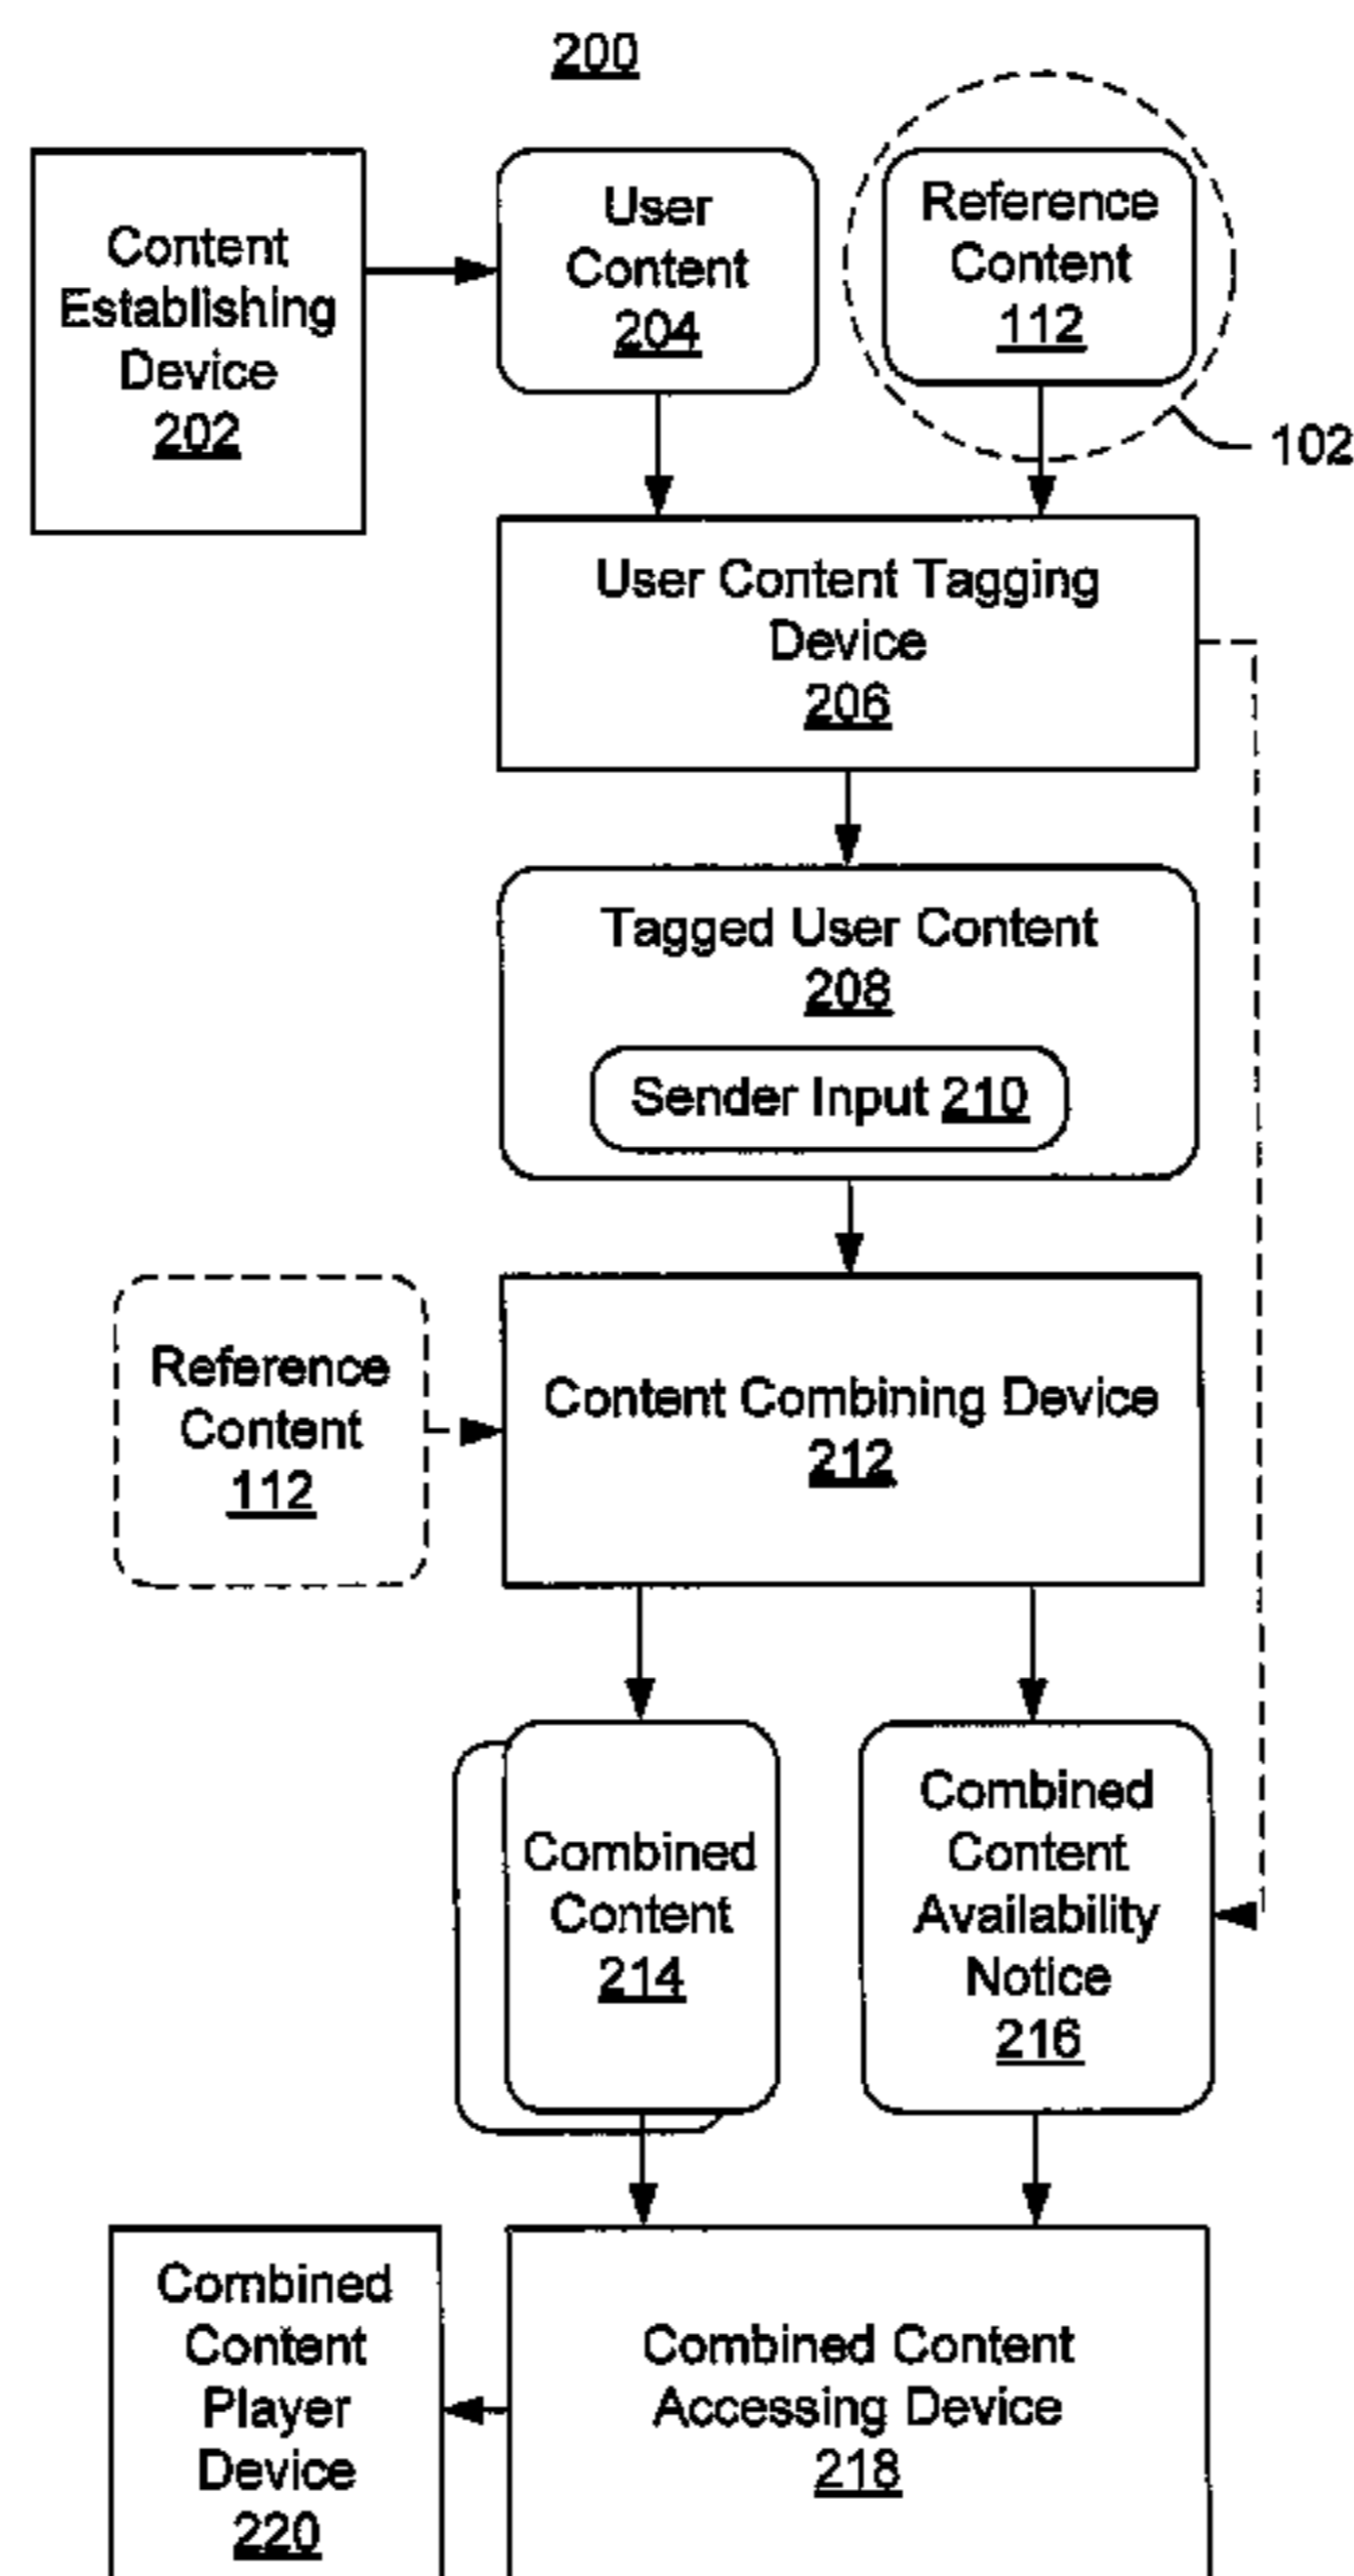 200
Content
Establishing
Device
202
User
Content
204
Reference
Content
112
102
User Content Tagging
Device
206
Tagged User Content
208
Sender Input 210
Reference
Content
112
Content Combining Device
212
Combined
Content
214
Combined
Content
Availability
Notice
216
Combined
Content
Player
Device
220
Combined Content
Accessing Device
218